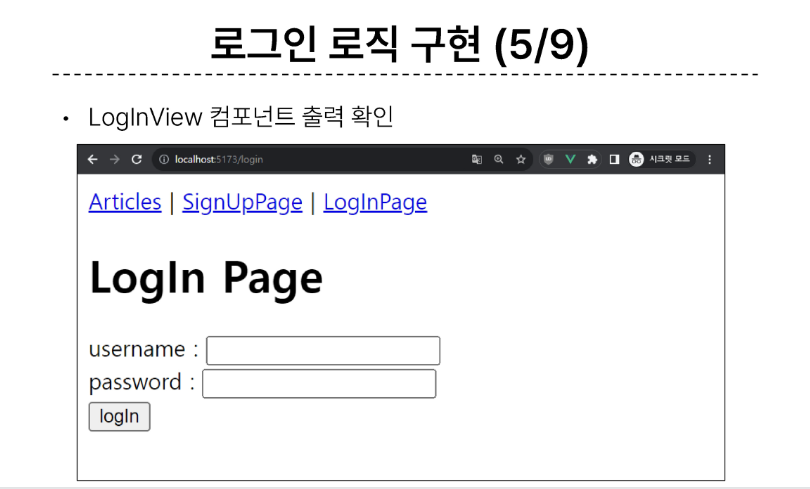 로그인 로직 구현 (5/9)
• LogInView 컴포넌트 출력 확인
localhost:5173/login
시크릿 모드
Articles | SignUpPage | LogInPage
LogIn Page
username :
password :
logIn